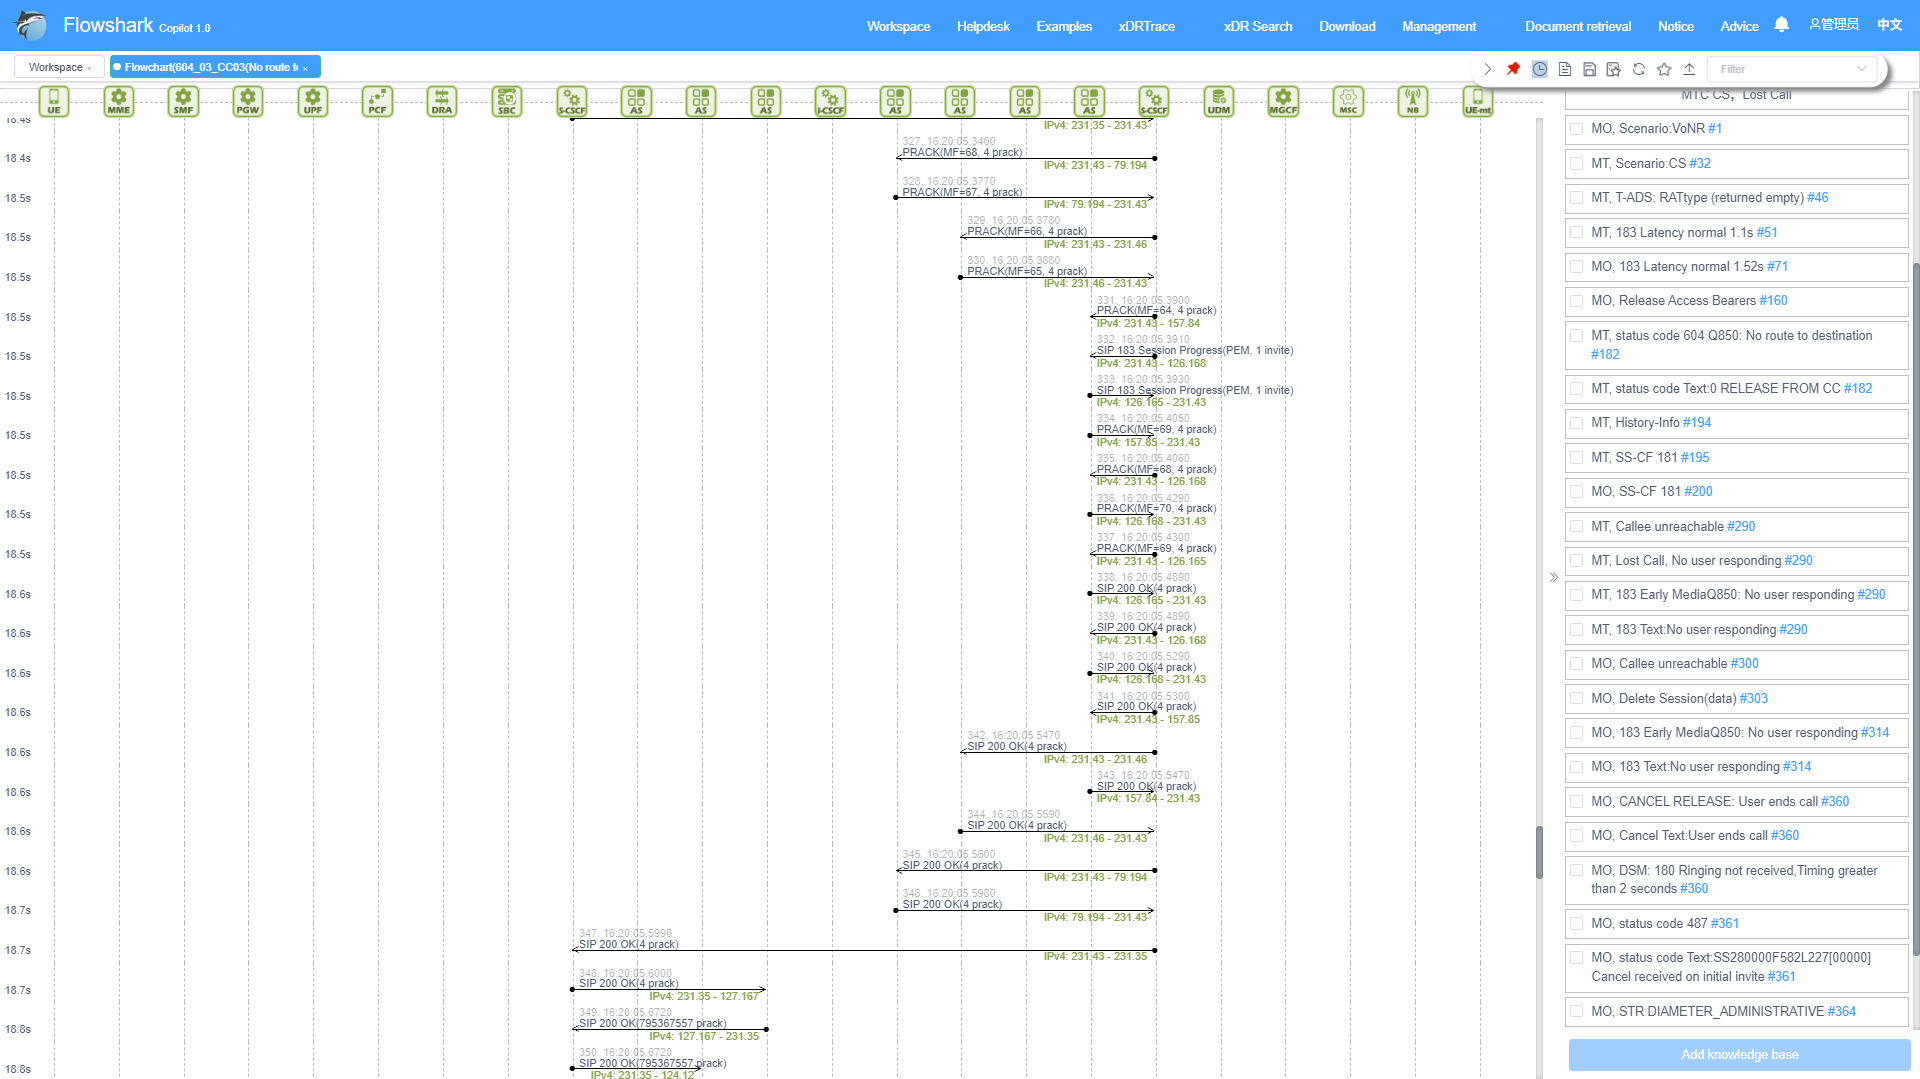 Flowshark Copilot 1.0
Workspace Helpdesk Examples xDRTrace xDR Search Download Management Document retrieval Notice Advice 管理员 中文
Workspace × Flowchart(604_03_CC03(No route t ×
Filter
UE MME SMF PGW UPF PCF DRA SBC S-CSCF AS AS AS I-CSCF AS AS AS AS S-CSCF UDM MGCF MSC NB UE-mt
18.4s
IPv4: 231.35 - 231.43
327. 16:20:05.3400
18.4s PRACK(MF=68, 4 prack)
IPv4: 231.43 - 79.194
328. 16:20:05.3770
18.5s PRACK(MF=67, 4 prack)
IPv4: 79.194 - 231.43
329. 16:20:05.3780
18.5s PRACK(MF=66, 4 prack)
IPv4: 231.43 - 231.46
330. 16:20:05.3880
18.5s PRACK(MF=65, 4 prack)
IPv4: 231.46 - 231.43
331. 16:20:05.3900
18.5s PRACK(MF=64, 4 prack)
IPv4: 231.43 - 157.84
332. 16:20:05.3910
18.5s SIP 183 Session Progress(PEM, 1 invite)
IPv4: 231.43 - 126.168
333. 16:20:05.3930
18.5s SIP 183 Session Progress(PEM, 1 invite)
IPv4: 126.165 - 231.43
334. 16:20:05.4050
18.5s PRACK(MF=69, 4 prack)
IPv4: 157.85 - 231.43
335. 16:20:05.4060
18.5s PRACK(MF=68, 4 prack)
IPv4: 231.43 - 126.168
336. 16:20:05.4290
18.5s PRACK(MF=70, 4 prack)
IPv4: 126.168 - 231.43
337. 16:20:05.4300
18.5s PRACK(MF=69, 4 prack)
IPv4: 231.43 - 126.165
338. 16:20:05.4890
18.6s SIP 200 OK(4 prack)
IPv4: 126.165 - 231.43
339. 16:20:05.4890
18.6s SIP 200 OK(4 prack)
IPv4: 231.43 - 126.168
340. 16:20:05.5290
18.6s SIP 200 OK(4 prack)
IPv4: 126.168 - 231.43
341. 16:20:05.5300
18.6s SIP 200 OK(4 prack)
IPv4: 231.43 - 157.85
342. 16:20:05.5470
18.6s SIP 200 OK(4 prack)
IPv4: 231.43 - 231.46
343. 16:20:05.5470
18.6s SIP 200 OK(4 prack)
IPv4: 157.84 - 231.43
344. 16:20:05.5590
18.6s SIP 200 OK(4 prack)
IPv4: 231.46 - 231.43
345. 16:20:05.5600
18.6s SIP 200 OK(4 prack)
IPv4: 231.43 - 79.194
346. 16:20:05.5980
18.7s SIP 200 OK(4 prack)
IPv4: 79.194 - 231.43
347. 16:20:05.5990
18.7s SIP 200 OK(4 prack)
IPv4: 231.43 - 231.35
348. 16:20:05.6000
18.7s SIP 200 OK(4 prack)
IPv4: 231.35 - 127.167
349. 16:20:05.6720
18.8s SIP 200 OK(795367557 prack)
IPv4: 127.167 - 231.35
350. 16:20:05.6720
18.8s SIP 200 OK(795367557 prack)
IPv4: 231.35 - 124.12
MTC CS, Lost Call
MO, Scenario:VoNR #1
MT, Scenario:CS #32
MT, T-ADS: RATtype (returned empty) #46
MT, 183 Latency normal 1.1s #51
MO, 183 Latency normal 1.52s #71
MO, Release Access Bearers #160
MT, status code 604 Q850: No route to destination
#182
MT, status code Text:0 RELEASE FROM CC #182
MT, History-Info #194
MT, SS-CF 181 #195
MO, SS-CF 181 #200
MT, Callee unreachable #290
MT, Lost Call, No user responding #290
MT, 183 Early MediaQ850: No user responding #290
MT, 183 Text:No user responding #290
MO, Callee unreachable #300
MO, Delete Session(data) #303
MO, 183 Early MediaQ850: No user responding #314
MO, 183 Text:No user responding #314
MO, CANCEL RELEASE: User ends call #360
MO, Cancel Text:User ends call #360
MO, DSM: 180 Ringing not received,Timing greater
than 2 seconds #360
MO, status code 487 #361
MO, status code Text:SS280000F582L227[00000]
Cancel received on initial invite #361
MO, STR DIAMETER_ADMINISTRATIVE #364
Add knowledge base